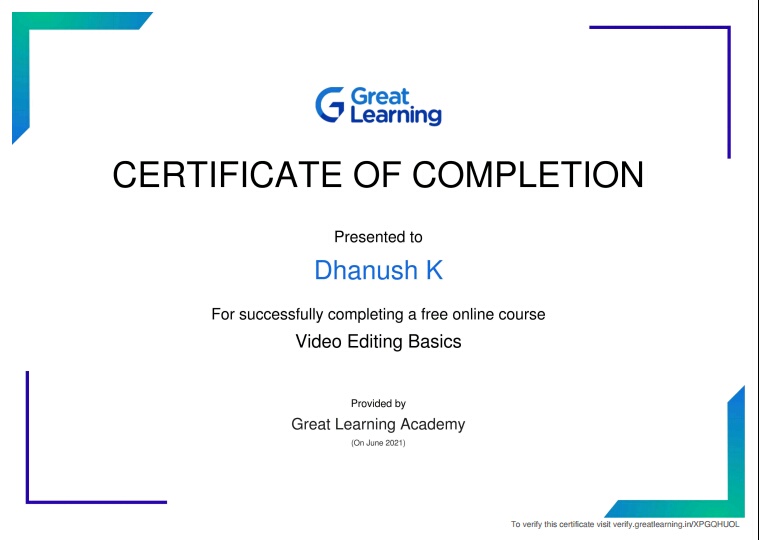 Great
Learning
CERTIFICATE OF COMPLETION
Presented to
Dhanush K
For successfully completing a free online course
Video Editing Basics
Provided by
Great Learning Academy
(On June 2021)
To verify this certificate visit verify.greatlearning.in/XPGQHUOL